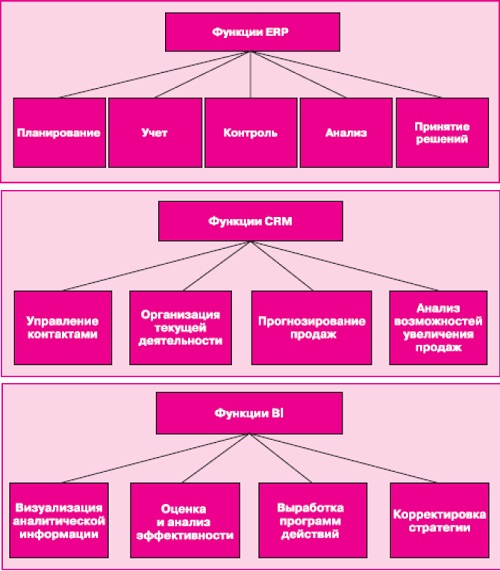 Функции ERP
Планирование
Учет
Контроль
Анализ
Принятие
решений
Функции CRM
Управление
контактами
Организация
текущей
деятельности
Прогнозирование
продаж
Анализ
возможностей
увеличения
продаж
Функции BI
Визуализация
аналитической
информации
Оценка
и анализ
эффективности
Выработка
программ
действий
Корректировка
стратегии